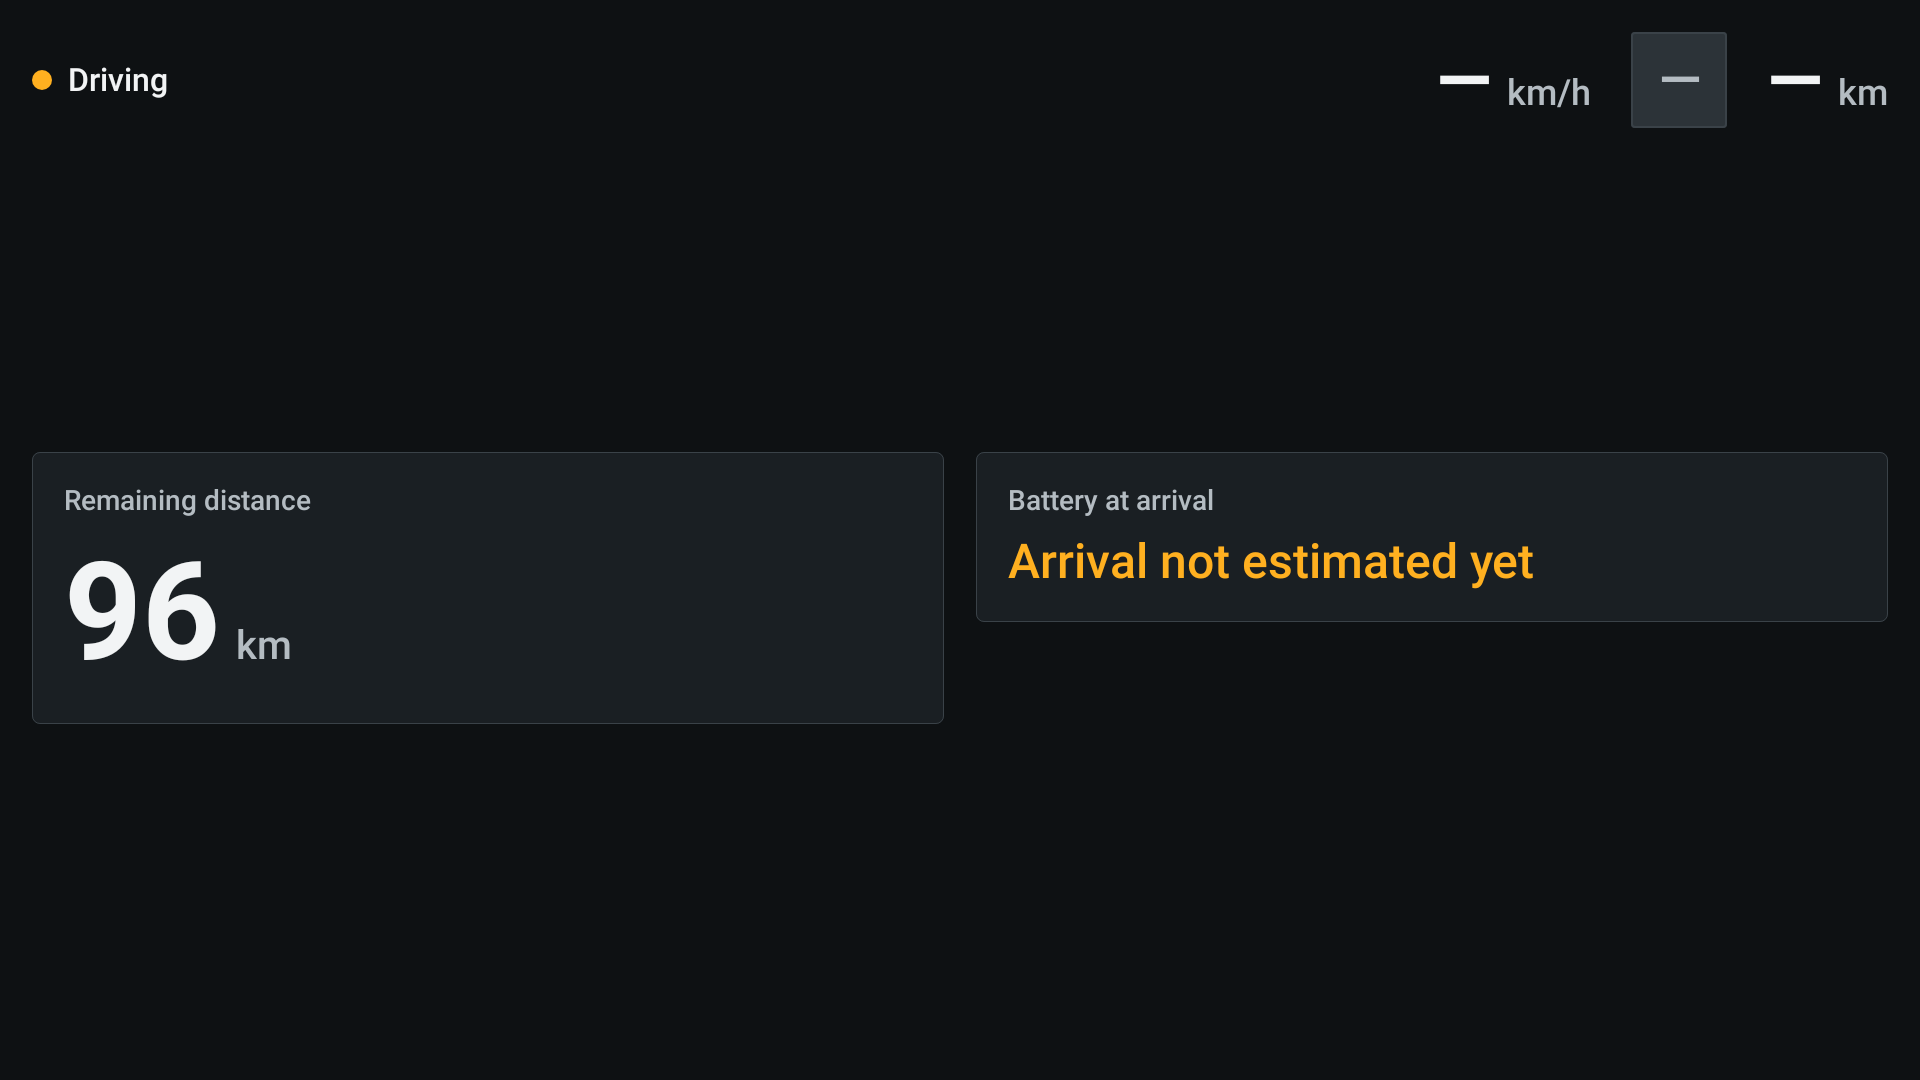 Driving
— km/h
—
— km
Remaining distance
96 km
Battery at arrival
Arrival not estimated yet